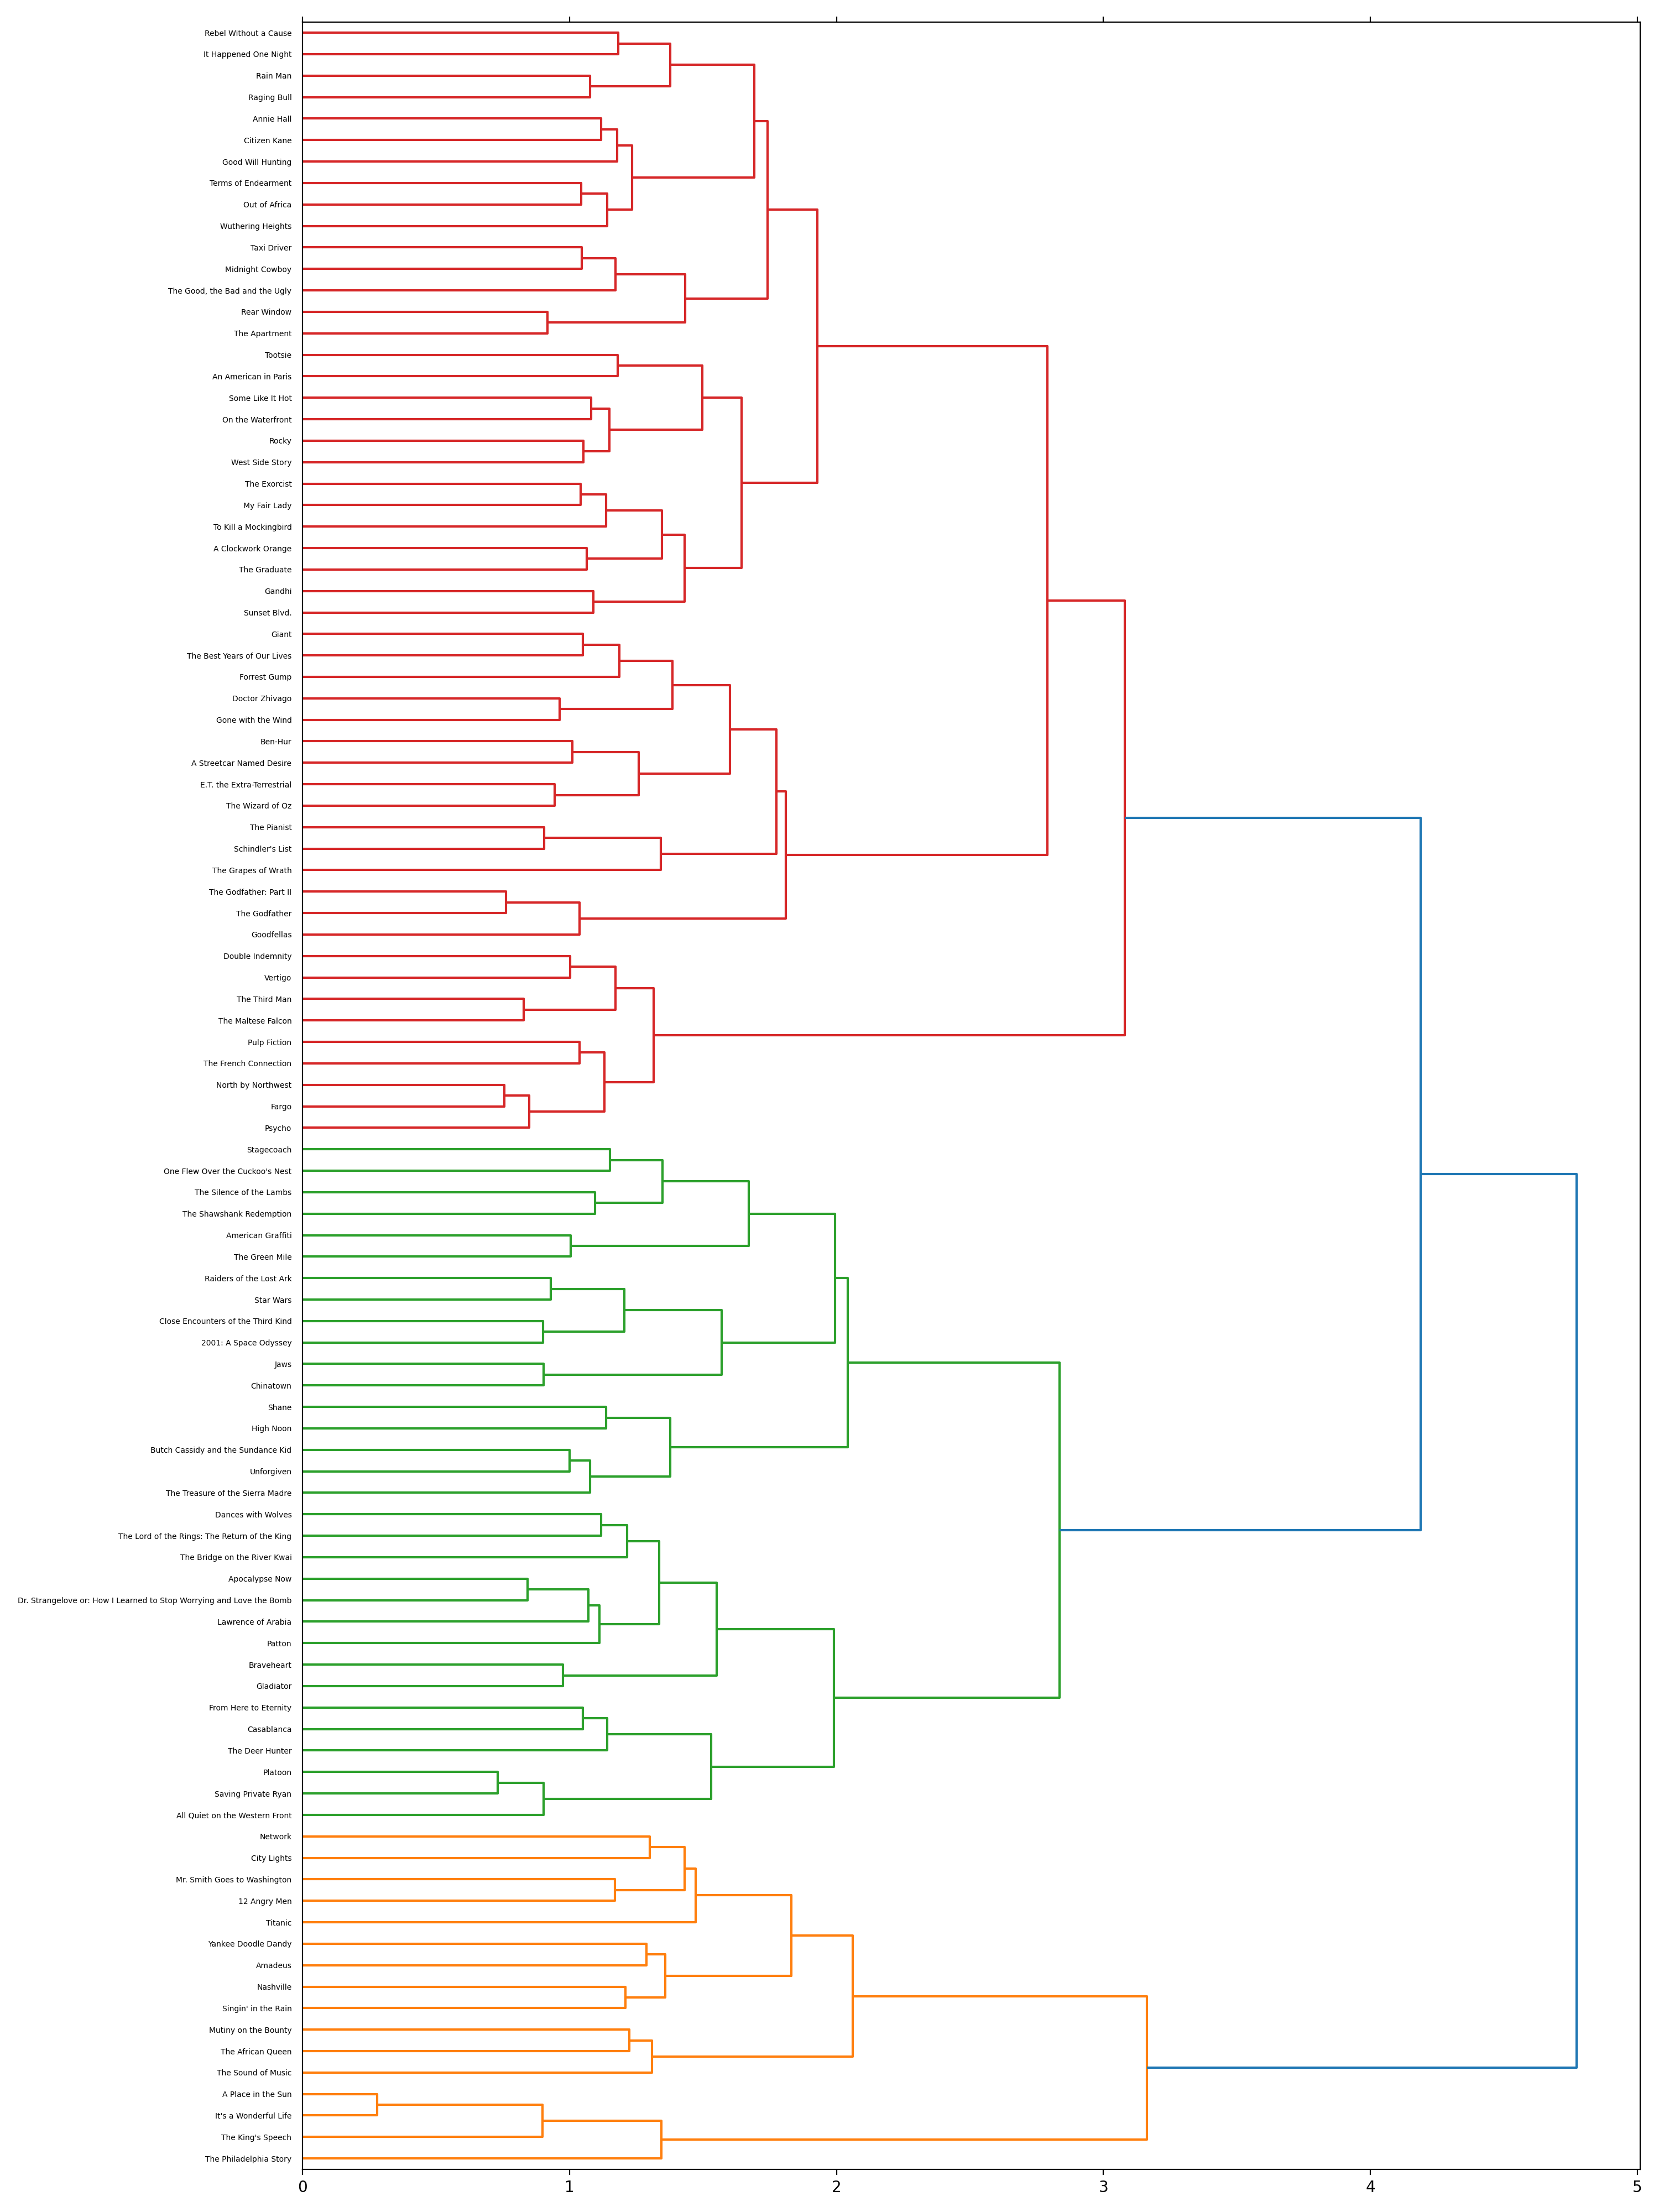 Rebel Without a Cause
It Happened One Night
Rain Man
Raging Bull
Annie Hall
Citizen Kane
Good Will Hunting
Terms of Endearment
Out of Africa
Wuthering Heights
Taxi Driver
Midnight Cowboy
The Good, the Bad and the Ugly
Rear Window
The Apartment
Tootsie
An American in Paris
Some Like It Hot
On the Waterfront
Rocky
West Side Story
The Exorcist
My Fair Lady
To Kill a Mockingbird
A Clockwork Orange
The Graduate
Gandhi
Sunset Blvd.
Giant
The Best Years of Our Lives
Forrest Gump
Doctor Zhivago
Gone with the Wind
Ben-Hur
A Streetcar Named Desire
E.T. the Extra-Terrestrial
The Wizard of Oz
The Pianist
Schindler's List
The Grapes of Wrath
The Godfather: Part II
The Godfather
Goodfellas
Double Indemnity
Vertigo
The Third Man
The Maltese Falcon
Pulp Fiction
The French Connection
North by Northwest
Fargo
Psycho
Stagecoach
One Flew Over the Cuckoo's Nest
The Silence of the Lambs
The Shawshank Redemption
American Graffiti
The Green Mile
Raiders of the Lost Ark
Star Wars
Close Encounters of the Third Kind
2001: A Space Odyssey
Jaws
Chinatown
Shane
High Noon
Butch Cassidy and the Sundance Kid
Unforgiven
The Treasure of the Sierra Madre
Dances with Wolves
The Lord of the Rings: The Return of the King
The Bridge on the River Kwai
Apocalypse Now
Dr. Strangelove or: How I Learned to Stop Worrying and Love the Bomb
Lawrence of Arabia
Patton
Braveheart
Gladiator
From Here to Eternity
Casablanca
The Deer Hunter
Platoon
Saving Private Ryan
All Quiet on the Western Front
Network
City Lights
Mr. Smith Goes to Washington
12 Angry Men
Titanic
Yankee Doodle Dandy
Amadeus
Nashville
Singin' in the Rain
Mutiny on the Bounty
The African Queen
The Sound of Music
A Place in the Sun
It's a Wonderful Life
The King's Speech
The Philadelphia Story
0 1 2 3 4 5